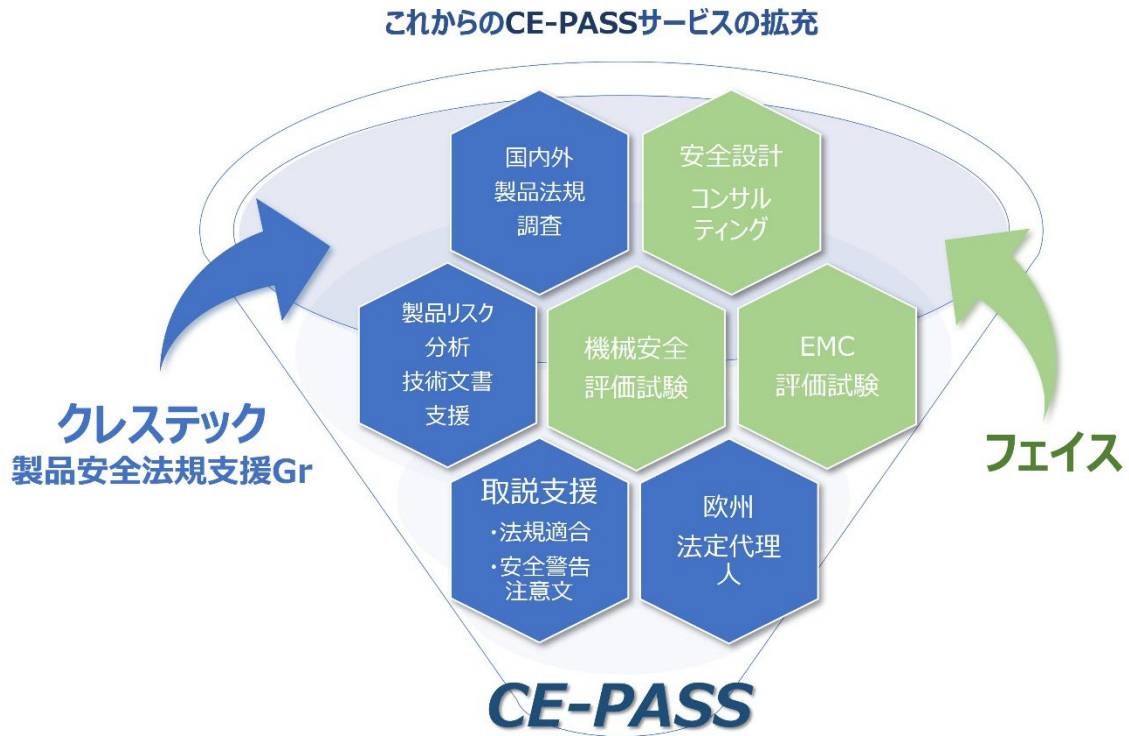 これからのCE-PASSサービスの拡充
国内外
製品法規
調査
安全設計
コンサル
ティング
製品リスク
分析
技術文書
支援
機械安全
評価試験
EMC
評価試験
クレステック
製品安全法規支援Gr
フェイス
取説支援
・法規適合
・安全警告
注意文
欧州
法定代理
人
CE-PASS